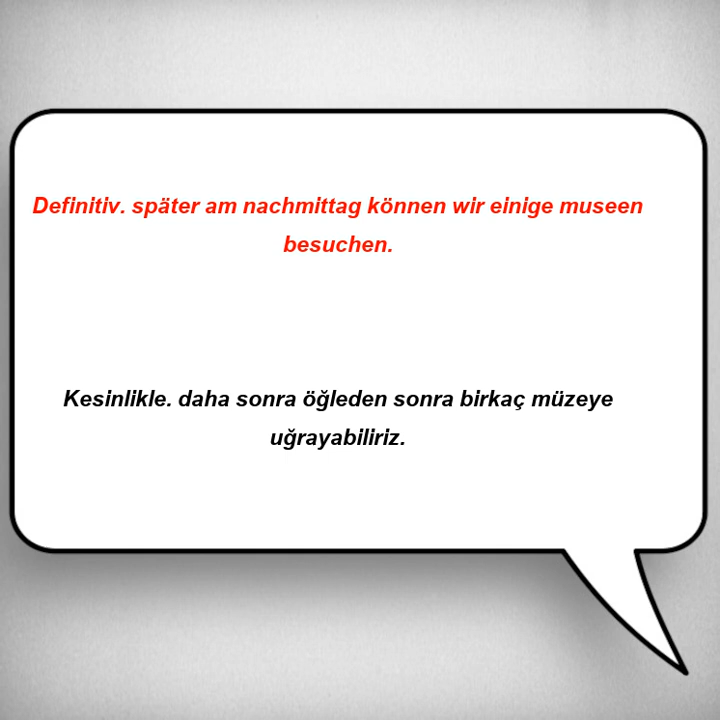 Definitiv. später am nachmittag können wir einige museen
besuchen.
Kesinlikle. daha sonra öğleden sonra birkaç müzeye
uğrayabiliriz.